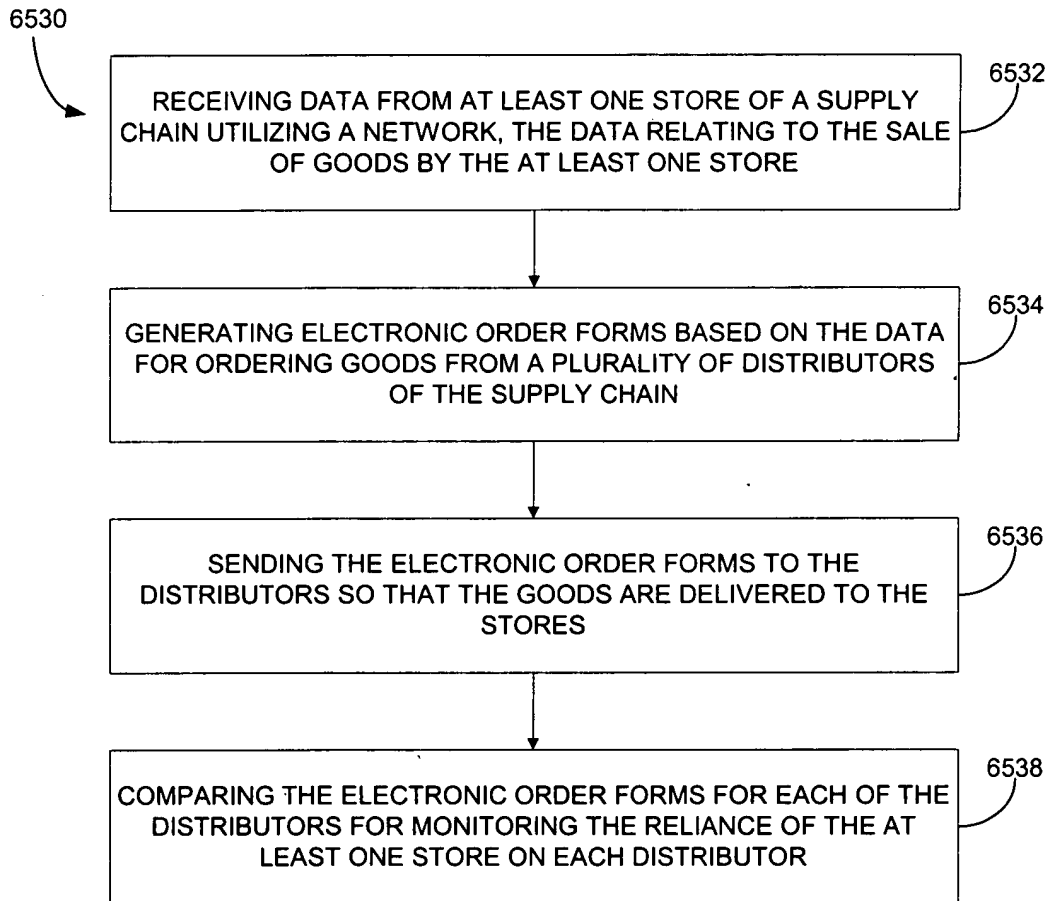 6530
6532
RECEIVING DATA FROM AT LEAST ONE STORE OF A SUPPLY
CHAIN UTILIZING A NETWORK, THE DATA RELATING TO THE SALE
OF GOODS BY THE AT LEAST ONE STORE
6534
GENERATING ELECTRONIC ORDER FORMS BASED ON THE DATA
FOR ORDERING GOODS FROM A PLURALITY OF DISTRIBUTORS
OF THE SUPPLY CHAIN
6536
SENDING THE ELECTRONIC ORDER FORMS TO THE
DISTRIBUTORS SO THAT THE GOODS ARE DELIVERED TO THE
STORES
6538
COMPARING THE ELECTRONIC ORDER FORMS FOR EACH OF THE
DISTRIBUTORS FOR MONITORING THE RELIANCE OF THE AT
LEAST ONE STORE ON EACH DISTRIBUTOR